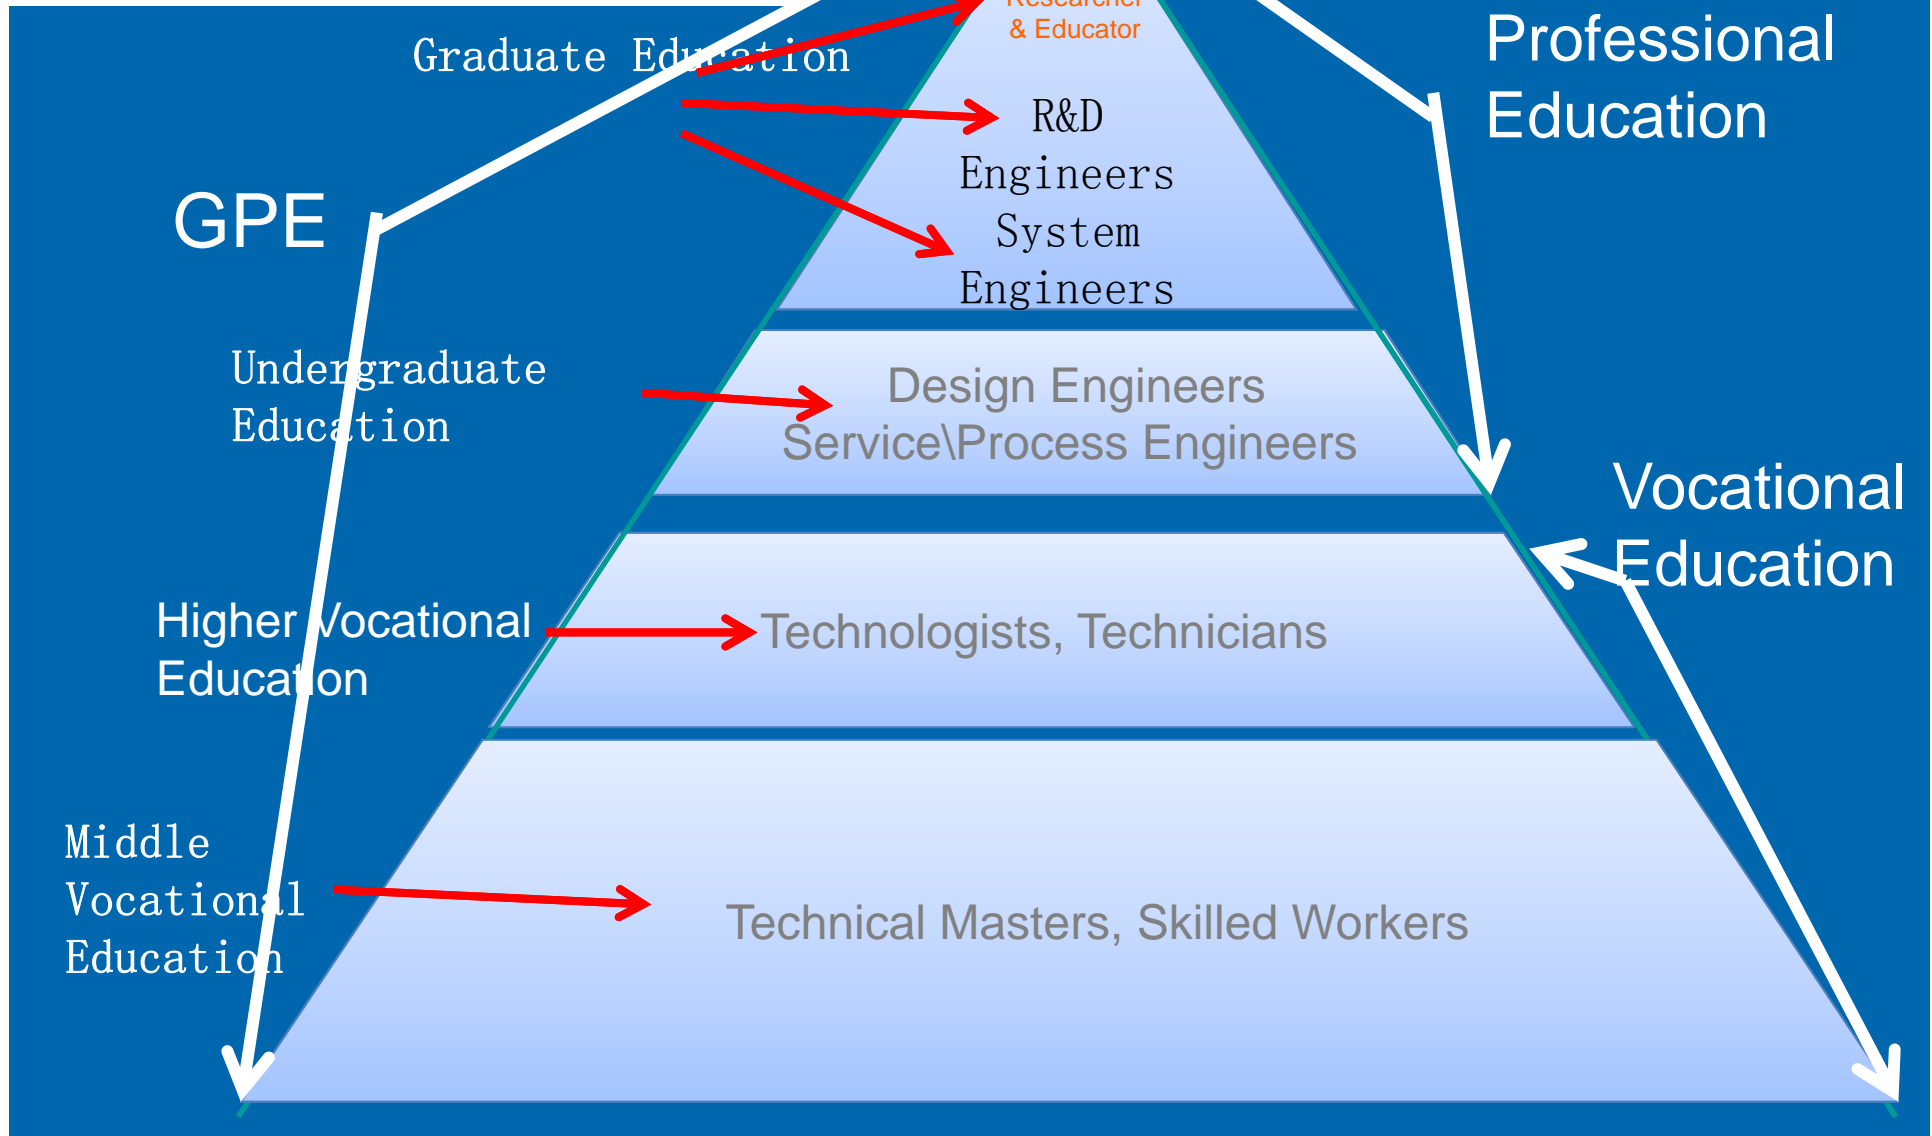 Researcher
& Educator
Graduate Education
Professional
Education
R&D
Engineers
System
Engineers
GPE
Undergraduate
Education
Design Engineers
Service\Process Engineers
Vocational
Education
Higher Vocational
Education
Technologists, Technicians
Middle
Vocational
Education
Technical Masters, Skilled Workers